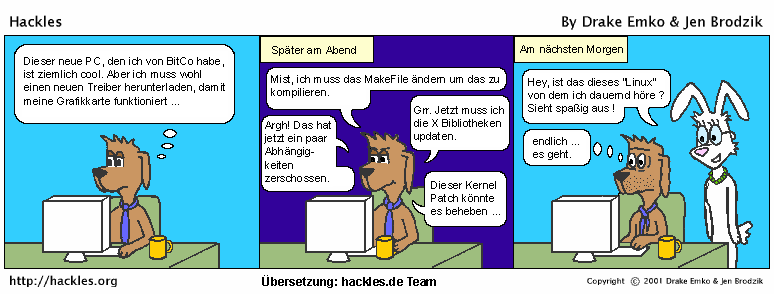 Hackles
By Drake Emko & Jen Brodzik
Dieser neue PC, den ich von BitCo habe,
ist ziemlich cool. Aber ich muss wohl
einen neuen Treiber herunterladen, damit
meine Grafikkarte funktioniert ...
Später am Abend
Mist, ich muss das MakeFile ändern um das zu
kompilieren.
Grr. Jetzt muss ich
die X Bibliotheken
updaten.
Argh! Das hat
jetzt ein paar
Abhängig-
keiten
zerschossen.
Dieser Kernel
Patch könnte
es beheben ...
Am nächsten Morgen
Hey, ist das dieses "Linux"
von dem ich dauernd höre ?
Sieht spaßig aus !
endlich ...
es geht.
http://hackles.org
Übersetzung: hackles.de Team
Copyright © 2001 Drake Emko & Jen Brodzik